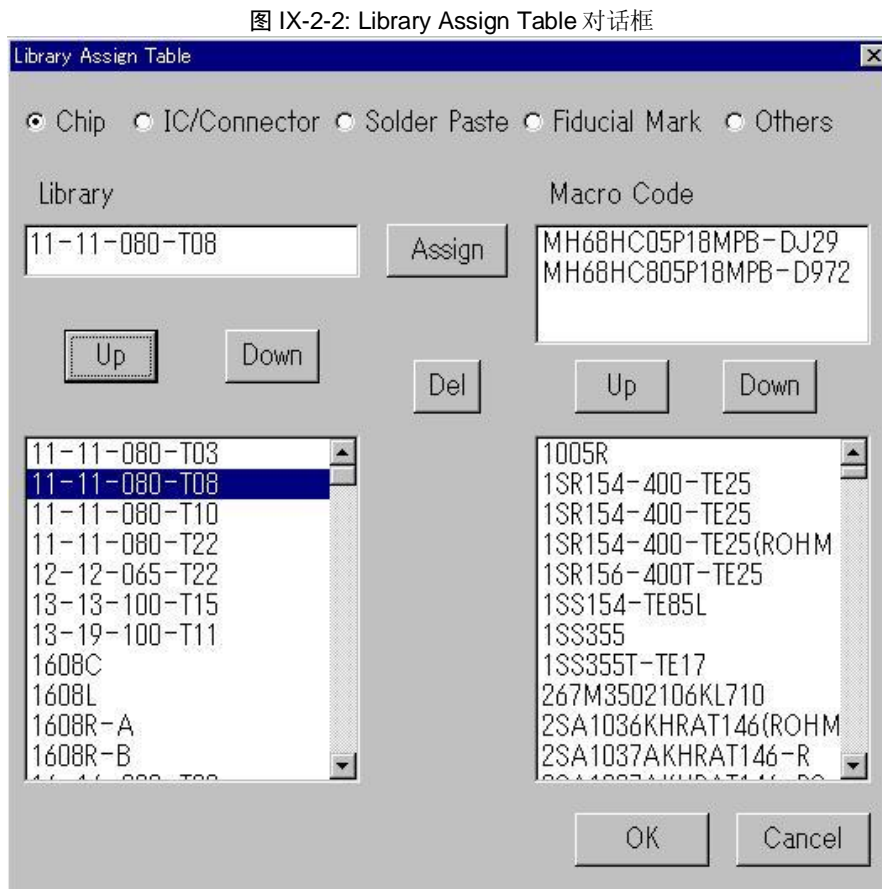 图 IX-2-2: Library Assign Table 对话框
Library Assign Table
Chip IC/Connector Solder Paste Fiducial Mark Others
Library
Macro Code
11-11-080-T08
Assign
MH68HC05P18MPB-DJ29
MH68HC805P18MPB-D972
Up
Down
Del
Up
Down
11-11-080-T03
11-11-080-T08
11-11-080-T10
11-11-080-T22
12-12-065-T22
13-13-100-T15
13-19-100-T11
1608C
1608L
1608R-A
1608R-B
1005R
1SR154-400-TE25
1SR154-400-TE25
1SR154-400-TE25(ROHM
1SR156-400T-TE25
1SS154-TE85L
1SS355
1SS355T-TE17
267M3502106KL710
2SA1036KHRAT146(ROHM
2SA1037AKHRAT146-R
OK
Cancel